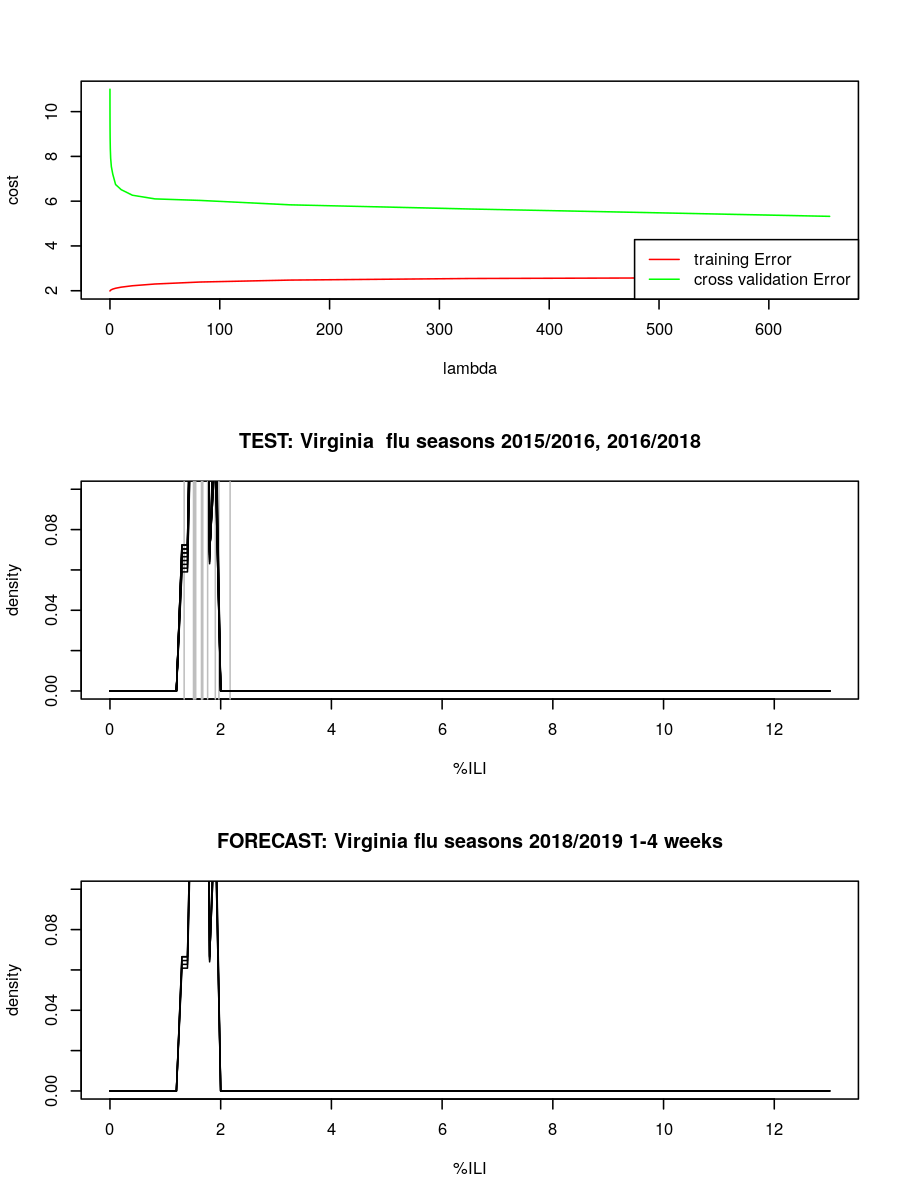 cost
10
8
6
4
2
training Error
cross validation Error
0 100 200 300 400 500 600
lambda
TEST: Virginia  flu seasons 2015/2016, 2016/2018
density
0.08
0.04
0.00
0 2 4 6 8 10 12
%ILI
FORECAST: Virginia flu seasons 2018/2019 1-4 weeks
density
0.08
0.04
0.00
0 2 4 6 8 10 12
%ILI